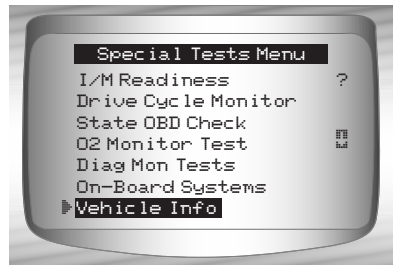 Special Tests Menu
I/M Readiness ?
Drive Cycle Monitor
State OBD Check
O2 Monitor Test
Diag Mon Tests
On-Board Systems
Vehicle Info